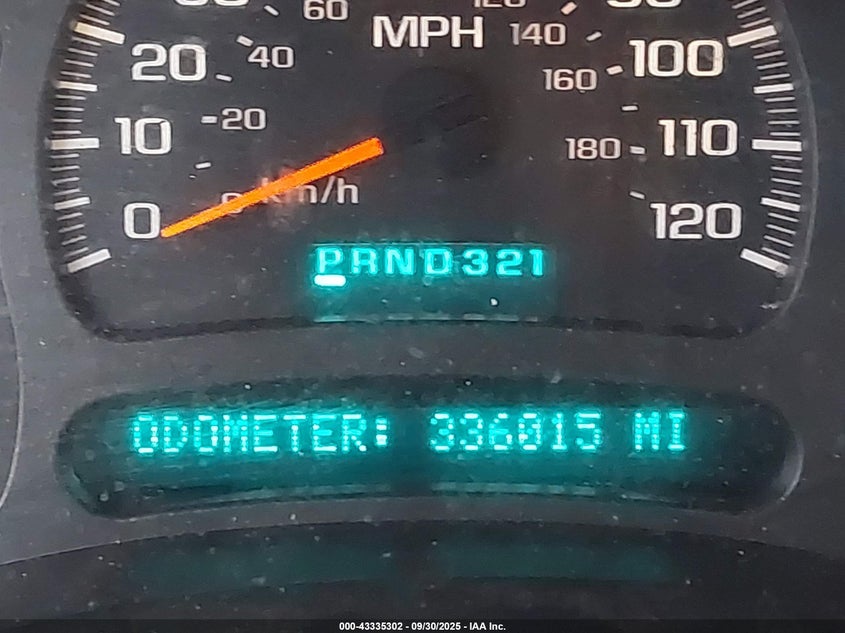 60
MPH 140
20 40 160 100
10 20 180 110
0 km/h 120
PRND321
ODOMETER: 336015 MI
000-43335302 - 09/30/2025 - IAA Inc.